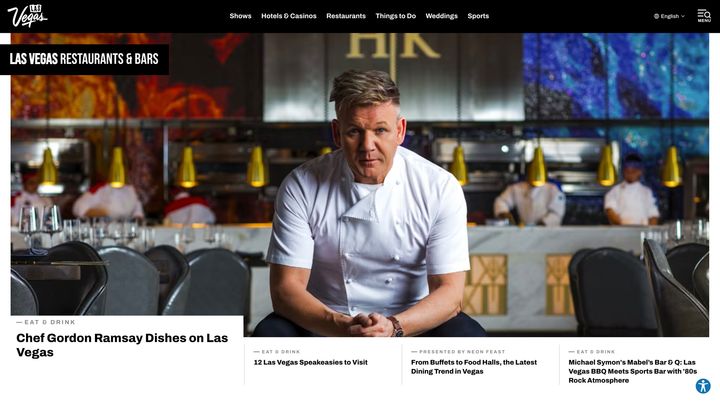 LAS
Vegas
Shows Hotels & Casinos Restaurants Things to Do Weddings Sports
English
MENU
LAS VEGAS RESTAURANTS & BARS
HK
— EAT & DRINK
Chef Gordon Ramsay Dishes on Las
Vegas
— EAT & DRINK
12 Las Vegas Speakeasies to Visit
— PRESENTED BY NEON FEAST
From Buffets to Food Halls, the Latest
Dining Trend in Vegas
— EAT & DRINK
Michael Symon's Mabel's Bar & Q: Las
Vegas BBQ Meets Sports Bar with '80s
Rock Atmosphere